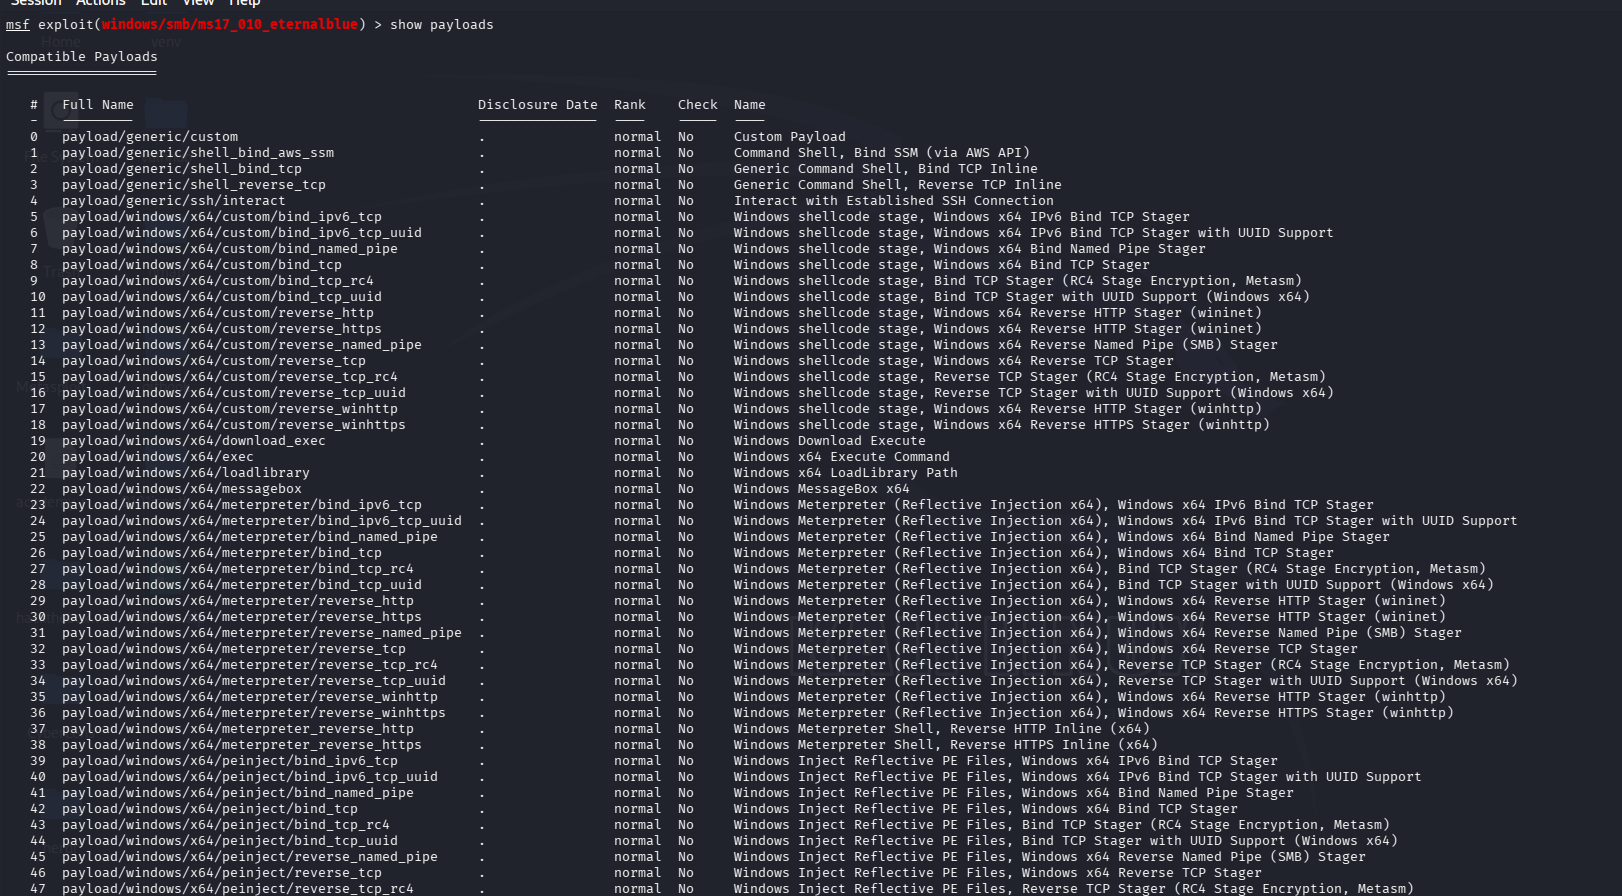 Session Actions Edit View Help
msf exploit(windows/smb/ms17_010_eternalblue) > show payloads
Compatible Payloads
===================
# Full Name Disclosure Date Rank Check Name
- --------- --------------- ---- ----- ----
0 payload/generic/custom . normal No Custom Payload
1 payload/generic/shell_bind_aws_ssm . normal No Command Shell, Bind SSM (via AWS API)
2 payload/generic/shell_bind_tcp . normal No Generic Command Shell, Bind TCP Inline
3 payload/generic/shell_reverse_tcp . normal No Generic Command Shell, Reverse TCP Inline
4 payload/generic/ssh/interact . normal No Interact with Established SSH Connection
5 payload/windows/x64/custom/bind_ipv6_tcp . normal No Windows shellcode stage, Windows x64 IPv6 Bind TCP Stager
6 payload/windows/x64/custom/bind_ipv6_tcp_uuid . normal No Windows shellcode stage, Windows x64 IPv6 Bind TCP Stager with UUID Support
7 payload/windows/x64/custom/bind_named_pipe . normal No Windows shellcode stage, Windows x64 Bind Named Pipe Stager
8 payload/windows/x64/custom/bind_tcp . normal No Windows shellcode stage, Windows x64 Bind TCP Stager
9 payload/windows/x64/custom/bind_tcp_rc4 . normal No Windows shellcode stage, Bind TCP Stager (RC4 Stage Encryption, Metasm)
10 payload/windows/x64/custom/bind_tcp_uuid . normal No Windows shellcode stage, Bind TCP Stager with UUID Support (Windows x64)
11 payload/windows/x64/custom/reverse_http . normal No Windows shellcode stage, Windows x64 Reverse HTTP Stager (wininet)
12 payload/windows/x64/custom/reverse_https . normal No Windows shellcode stage, Windows x64 Reverse HTTP Stager (wininet)
13 payload/windows/x64/custom/reverse_named_pipe . normal No Windows shellcode stage, Windows x64 Reverse Named Pipe (SMB) Stager
14 payload/windows/x64/custom/reverse_tcp . normal No Windows shellcode stage, Windows x64 Reverse TCP Stager
15 payload/windows/x64/custom/reverse_tcp_rc4 . normal No Windows shellcode stage, Reverse TCP Stager (RC4 Stage Encryption, Metasm)
16 payload/windows/x64/custom/reverse_tcp_uuid . normal No Windows shellcode stage, Reverse TCP Stager with UUID Support (Windows x64)
17 payload/windows/x64/custom/reverse_winhttp . normal No Windows shellcode stage, Windows x64 Reverse HTTP Stager (winhttp)
18 payload/windows/x64/custom/reverse_winhttps . normal No Windows shellcode stage, Windows x64 Reverse HTTPS Stager (winhttp)
19 payload/windows/x64/download_exec . normal No Windows Download Execute
20 payload/windows/x64/exec . normal No Windows x64 Execute Command
21 payload/windows/x64/loadlibrary . normal No Windows x64 LoadLibrary Path
22 payload/windows/x64/messagebox . normal No Windows MessageBox x64
23 payload/windows/x64/meterpreter/bind_ipv6_tcp . normal No Windows Meterpreter (Reflective Injection x64), Windows x64 IPv6 Bind TCP Stager
24 payload/windows/x64/meterpreter/bind_ipv6_tcp_uuid . normal No Windows Meterpreter (Reflective Injection x64), Windows x64 IPv6 Bind TCP Stager with UUID Support
25 payload/windows/x64/meterpreter/bind_named_pipe . normal No Windows Meterpreter (Reflective Injection x64), Windows x64 Bind Named Pipe Stager
26 payload/windows/x64/meterpreter/bind_tcp . normal No Windows Meterpreter (Reflective Injection x64), Windows x64 Bind TCP Stager
27 payload/windows/x64/meterpreter/bind_tcp_rc4 . normal No Windows Meterpreter (Reflective Injection x64), Bind TCP Stager (RC4 Stage Encryption, Metasm)
28 payload/windows/x64/meterpreter/bind_tcp_uuid . normal No Windows Meterpreter (Reflective Injection x64), Bind TCP Stager with UUID Support (Windows x64)
29 payload/windows/x64/meterpreter/reverse_http . normal No Windows Meterpreter (Reflective Injection x64), Windows x64 Reverse HTTP Stager (wininet)
30 payload/windows/x64/meterpreter/reverse_https . normal No Windows Meterpreter (Reflective Injection x64), Windows x64 Reverse HTTP Stager (wininet)
31 payload/windows/x64/meterpreter/reverse_named_pipe . normal No Windows Meterpreter (Reflective Injection x64), Windows x64 Reverse Named Pipe (SMB) Stager
32 payload/windows/x64/meterpreter/reverse_tcp . normal No Windows Meterpreter (Reflective Injection x64), Windows x64 Reverse TCP Stager
33 payload/windows/x64/meterpreter/reverse_tcp_rc4 . normal No Windows Meterpreter (Reflective Injection x64), Reverse TCP Stager (RC4 Stage Encryption, Metasm)
34 payload/windows/x64/meterpreter/reverse_tcp_uuid . normal No Windows Meterpreter (Reflective Injection x64), Reverse TCP Stager with UUID Support (Windows x64)
35 payload/windows/x64/meterpreter/reverse_winhttp . normal No Windows Meterpreter (Reflective Injection x64), Windows x64 Reverse HTTP Stager (winhttp)
36 payload/windows/x64/meterpreter/reverse_winhttps . normal No Windows Meterpreter (Reflective Injection x64), Windows x64 Reverse HTTPS Stager (winhttp)
37 payload/windows/x64/meterpreter_reverse_http . normal No Windows Meterpreter Shell, Reverse HTTP Inline (x64)
38 payload/windows/x64/meterpreter_reverse_https . normal No Windows Meterpreter Shell, Reverse HTTPS Inline (x64)
39 payload/windows/x64/peinject/bind_ipv6_tcp . normal No Windows Inject Reflective PE Files, Windows x64 IPv6 Bind TCP Stager
40 payload/windows/x64/peinject/bind_ipv6_tcp_uuid . normal No Windows Inject Reflective PE Files, Windows x64 IPv6 Bind TCP Stager with UUID Support
41 payload/windows/x64/peinject/bind_named_pipe . normal No Windows Inject Reflective PE Files, Windows x64 Bind Named Pipe Stager
42 payload/windows/x64/peinject/bind_tcp . normal No Windows Inject Reflective PE Files, Windows x64 Bind TCP Stager
43 payload/windows/x64/peinject/bind_tcp_rc4 . normal No Windows Inject Reflective PE Files, Bind TCP Stager (RC4 Stage Encryption, Metasm)
44 payload/windows/x64/peinject/bind_tcp_uuid . normal No Windows Inject Reflective PE Files, Bind TCP Stager with UUID Support (Windows x64)
45 payload/windows/x64/peinject/reverse_named_pipe . normal No Windows Inject Reflective PE Files, Windows x64 Reverse Named Pipe (SMB) Stager
46 payload/windows/x64/peinject/reverse_tcp . normal No Windows Inject Reflective PE Files, Windows x64 Reverse TCP Stager
47 payload/windows/x64/peinject/reverse_tcp_rc4 . normal No Windows Inject Reflective PE Files, Reverse TCP Stager (RC4 Stage Encryption, Metasm)